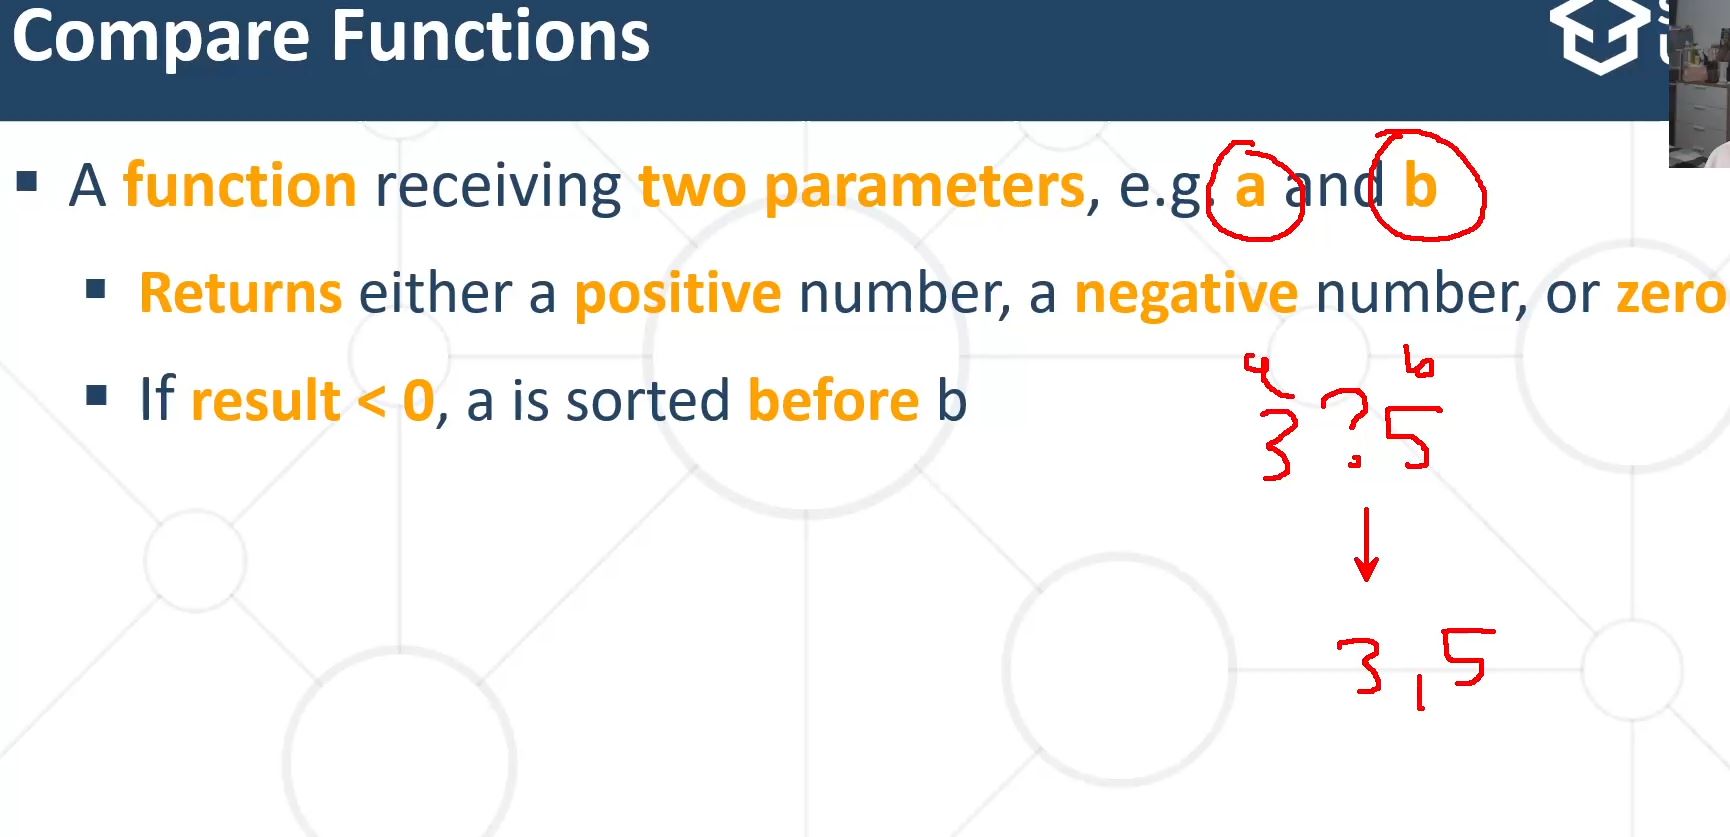 Compare Functions
▪ A function receiving two parameters, e.g. a and b
▪ Returns either a positive number, a negative number, or zero
▪ If result < 0, a is sorted before b
a b
3 ? 5
3, 5